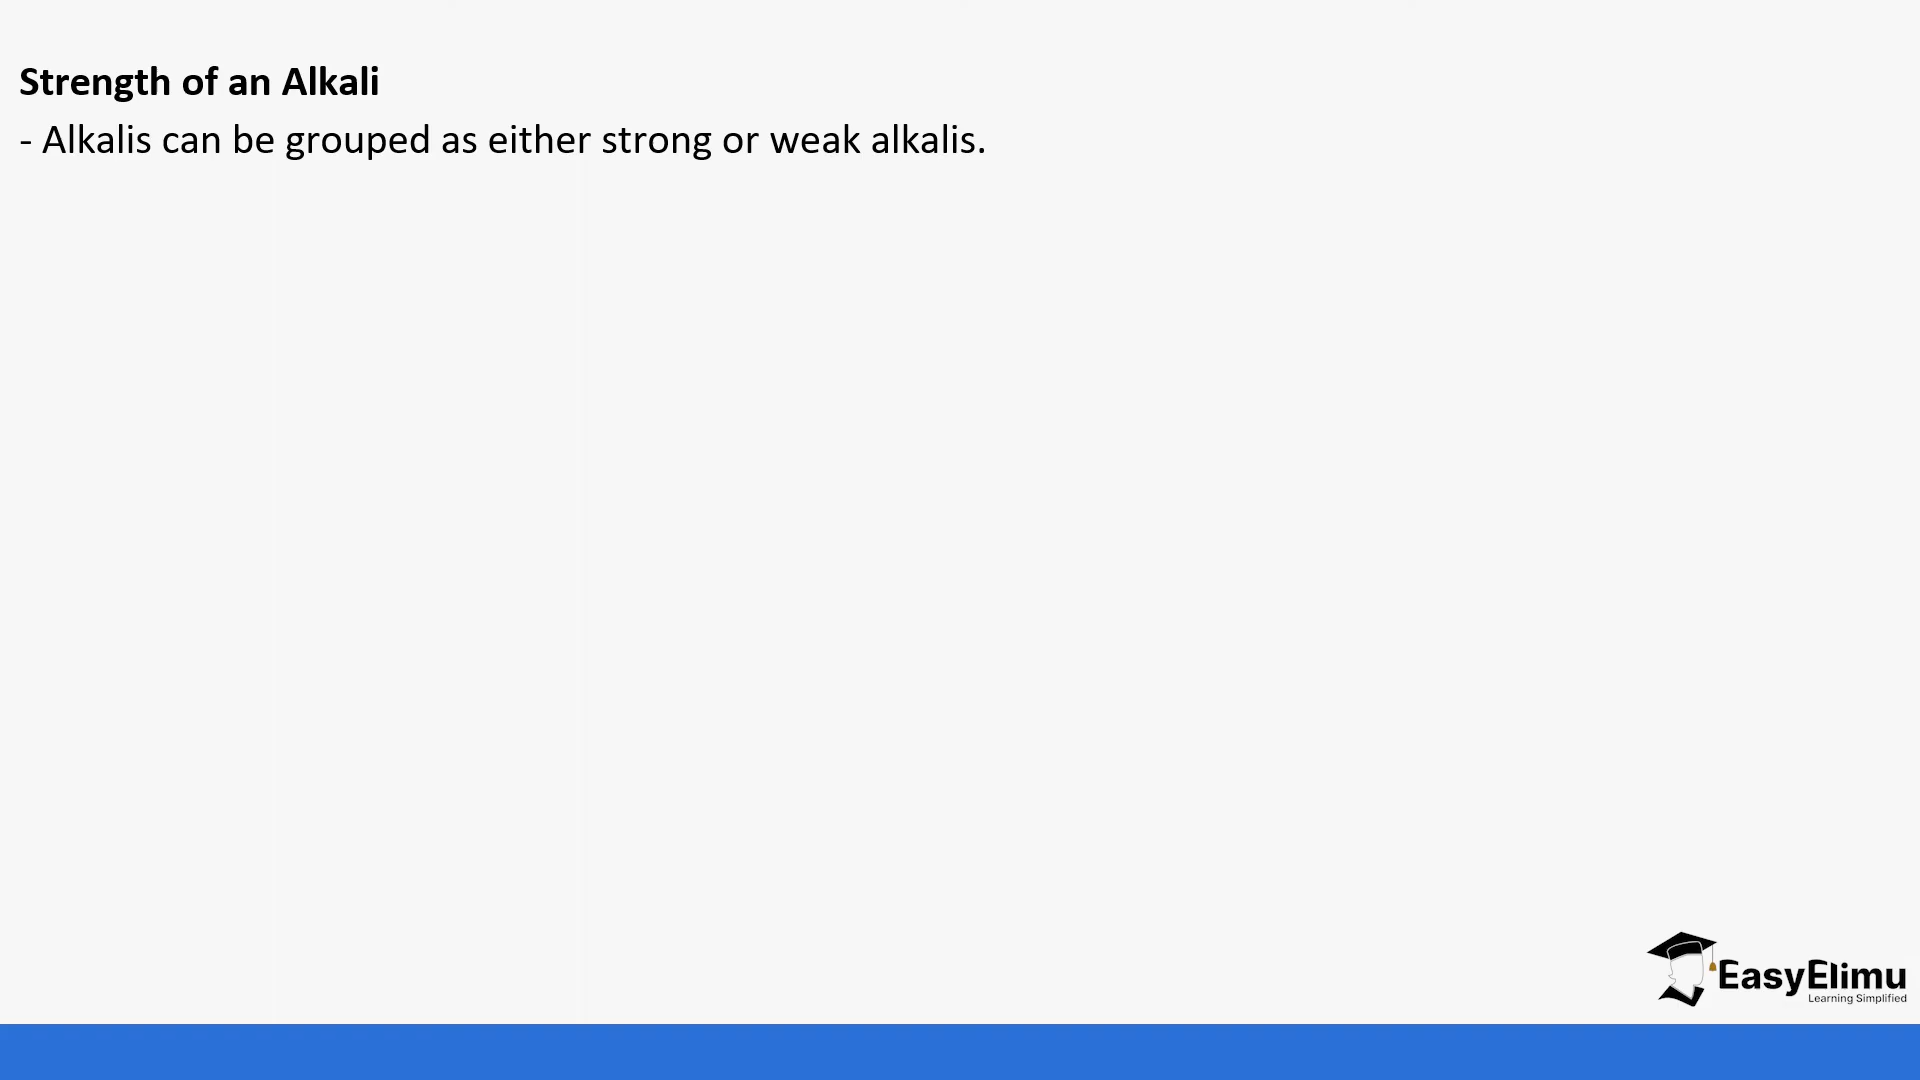 Strength of an Alkali
- Alkalis can be grouped as either strong or weak alkalis.
EasyElimu
Learning Simplified